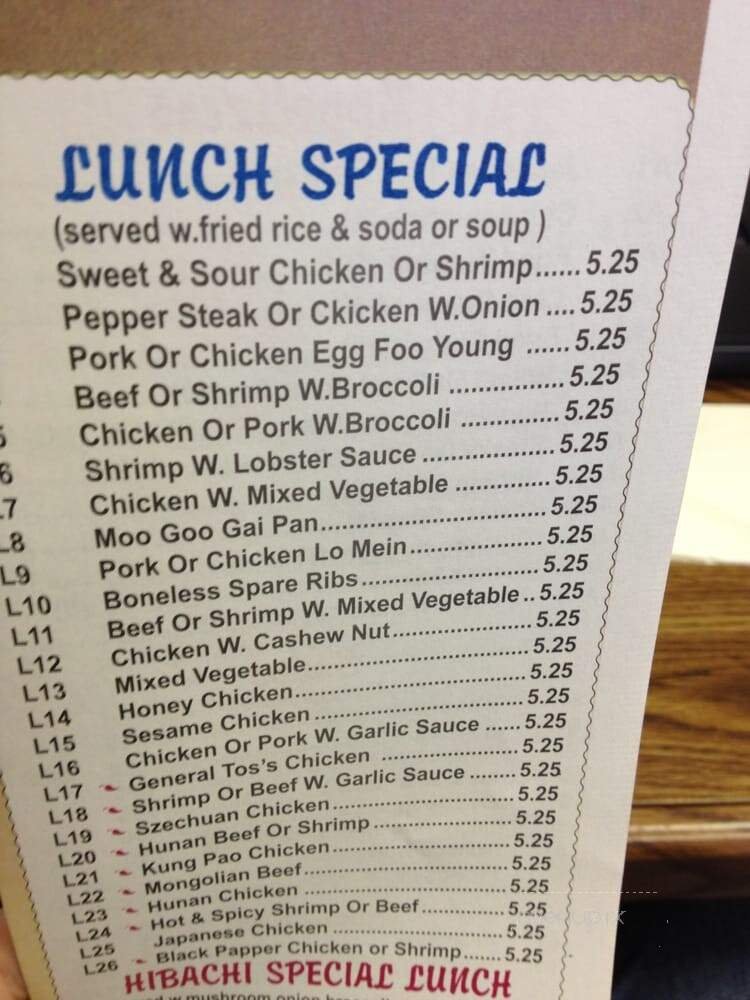 LUNCH SPECIAL
(served w.fried rice & soda or soup )
Sweet & Sour Chicken Or Shrimp...... 5.25
Pepper Steak Or Ckicken W.Onion .... 5.25
Pork Or Chicken Egg Foo Young ...... 5.25
Beef Or Shrimp W.Broccoli ................ 5.25
5 Chicken Or Pork W.Broccoli .............. 5.25
6 Shrimp W. Lobster Sauce ................... 5.25
7 Chicken W. Mixed Vegetable .............. 5.25
L8 Moo Goo Gai Pan................................. 5.25
L9 Pork Or Chicken Lo Mein.................... 5.25
L10 Boneless Spare Ribs........................... 5.25
L11 Beef Or Shrimp W. Mixed Vegetable .. 5.25
L12 Chicken W. Cashew Nut..................... 5.25
L13 Mixed Vegetable................................. 5.25
L14 Honey Chicken................................... 5.25
L15 Sesame Chicken ................................ 5.25
L16 Chicken Or Pork W. Garlic Sauce ...... 5.25
L17 General Tos's Chicken ...................... 5.25
L18 Shrimp Or Beef W. Garlic Sauce ........ 5.25
L19 Szechuan Chicken............................... 5.25
L20 Hunan Beef Or Shrimp ........................ 5.25
L21 Kung Pao Chicken............................... 5.25
L22 Mongolian Beef.................................... 5.25
L23 Hunan Chicken .................................... 5.25
L24 Hot & Spicy Shrimp Or Beef................ 5.25
L25 Japanese Chicken ................................ 5.25
L26 Black Papper Chicken or Shrimp....... 5.25
HIBACHI SPECIAL LUNCH